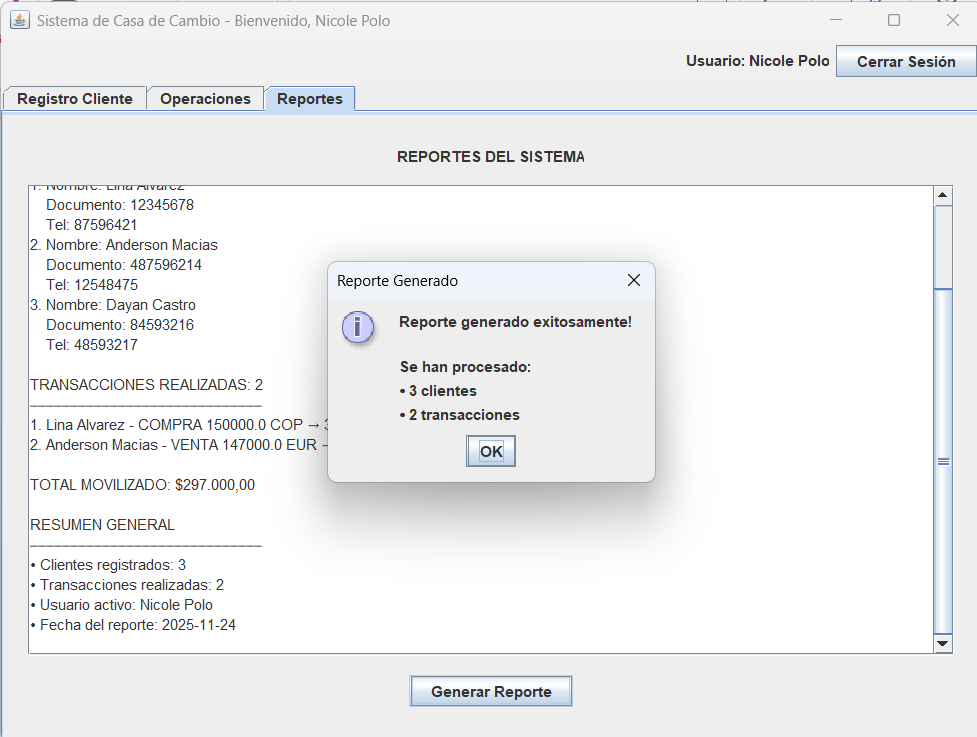 Sistema de Casa de Cambio - Bienvenido, Nicole Polo
Usuario: Nicole Polo
Cerrar Sesión
Registro Cliente
Operaciones
Reportes
REPORTES DEL SISTEMA
1. Nombre: Lina Alvarez
Documento: 12345678
Tel: 87596421
2. Nombre: Anderson Macias
Documento: 487596214
Tel: 12548475
3. Nombre: Dayan Castro
Documento: 84593216
Tel: 48593217
TRANSACCIONES REALIZADAS: 2
-----------------------------
1. Lina Alvarez - COMPRA 150000.0 COP →
2. Anderson Macias - VENTA 147000.0 EUR
TOTAL MOVILIZADO: $297.000,00
RESUMEN GENERAL
-----------------------------
• Clientes registrados: 3
• Transacciones realizadas: 2
• Usuario activo: Nicole Polo
• Fecha del reporte: 2025-11-24
Reporte Generado
Reporte generado exitosamente!
Se han procesado:
• 3 clientes
• 2 transacciones
OK
Generar Reporte